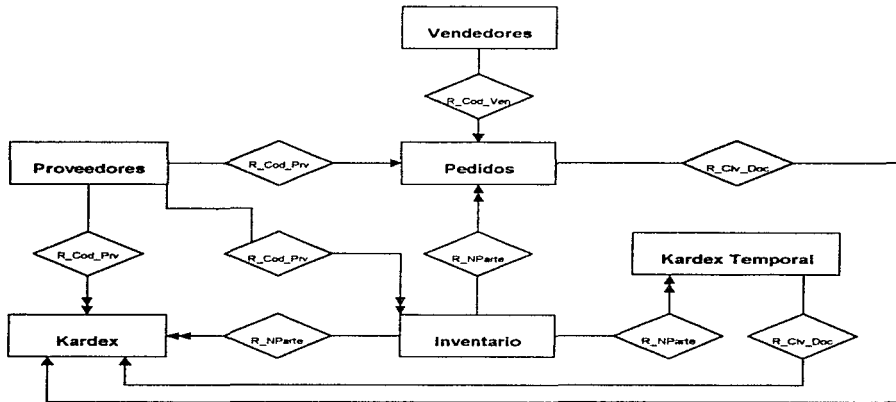 Vendedores
R_Cod_Ven
Proveedores
R_Cod_Prv
Pedidos
R_Clv_Doc
R_Cod_Prv
R_Cod_Prv
R_NParte
Kardex Temporal
Kardex
R_NParte
Inventario
R_NParte
R_Clv_Doc